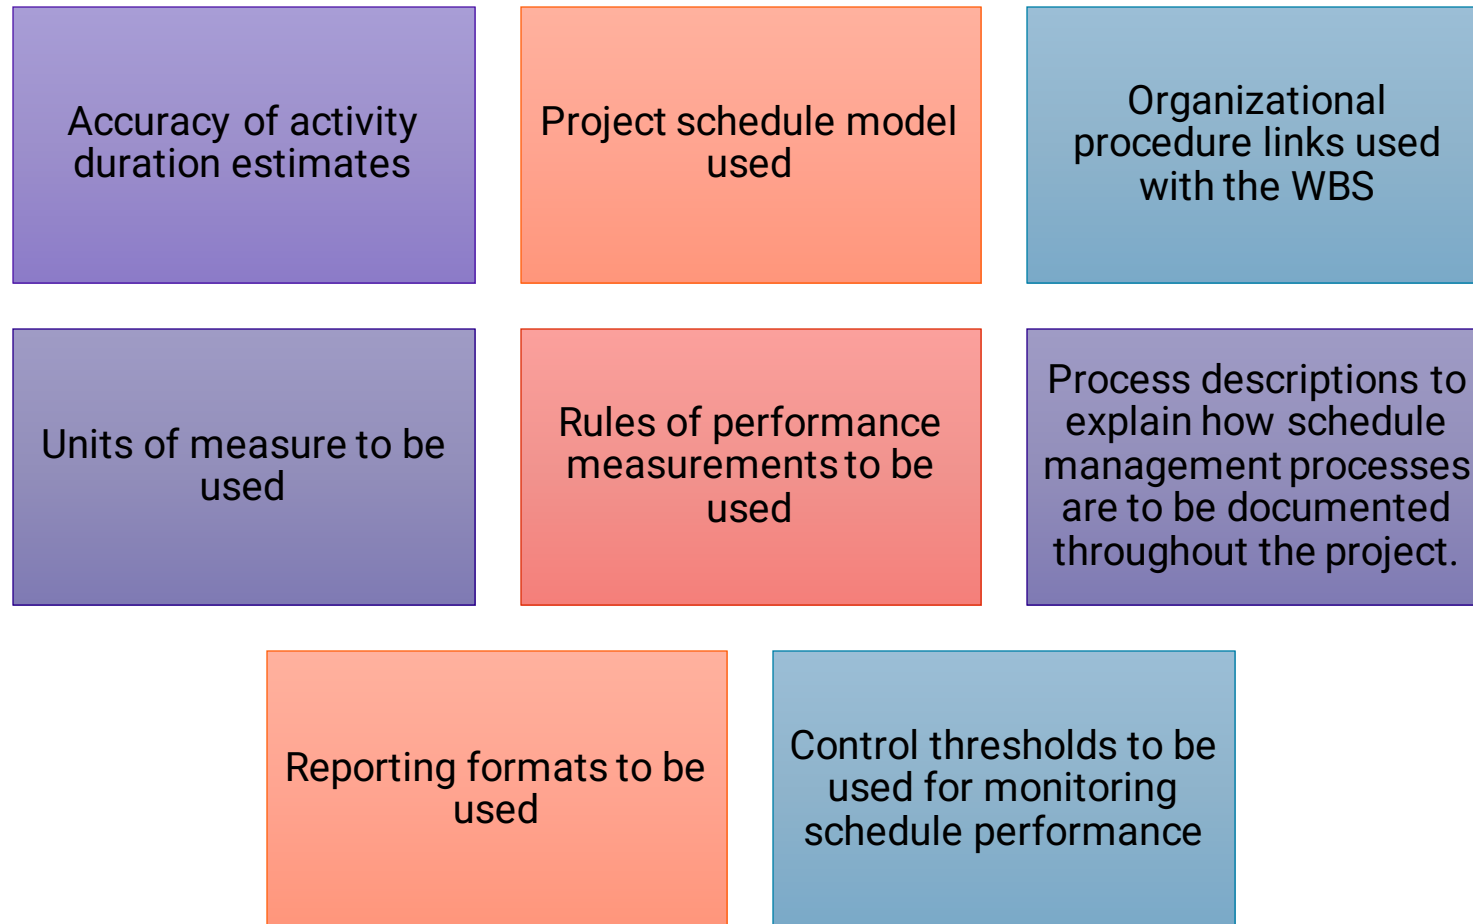 Accuracy of activity
duration estimates
Project schedule model
used
Organizational
procedure links used
with the WBS
Units of measure to be
used
Rules of performance
measurements to be
used
Process descriptions to
explain how schedule
management processes
are to be documented
throughout the project.
Reporting formats to be
used
Control thresholds to be
used for monitoring
schedule performance